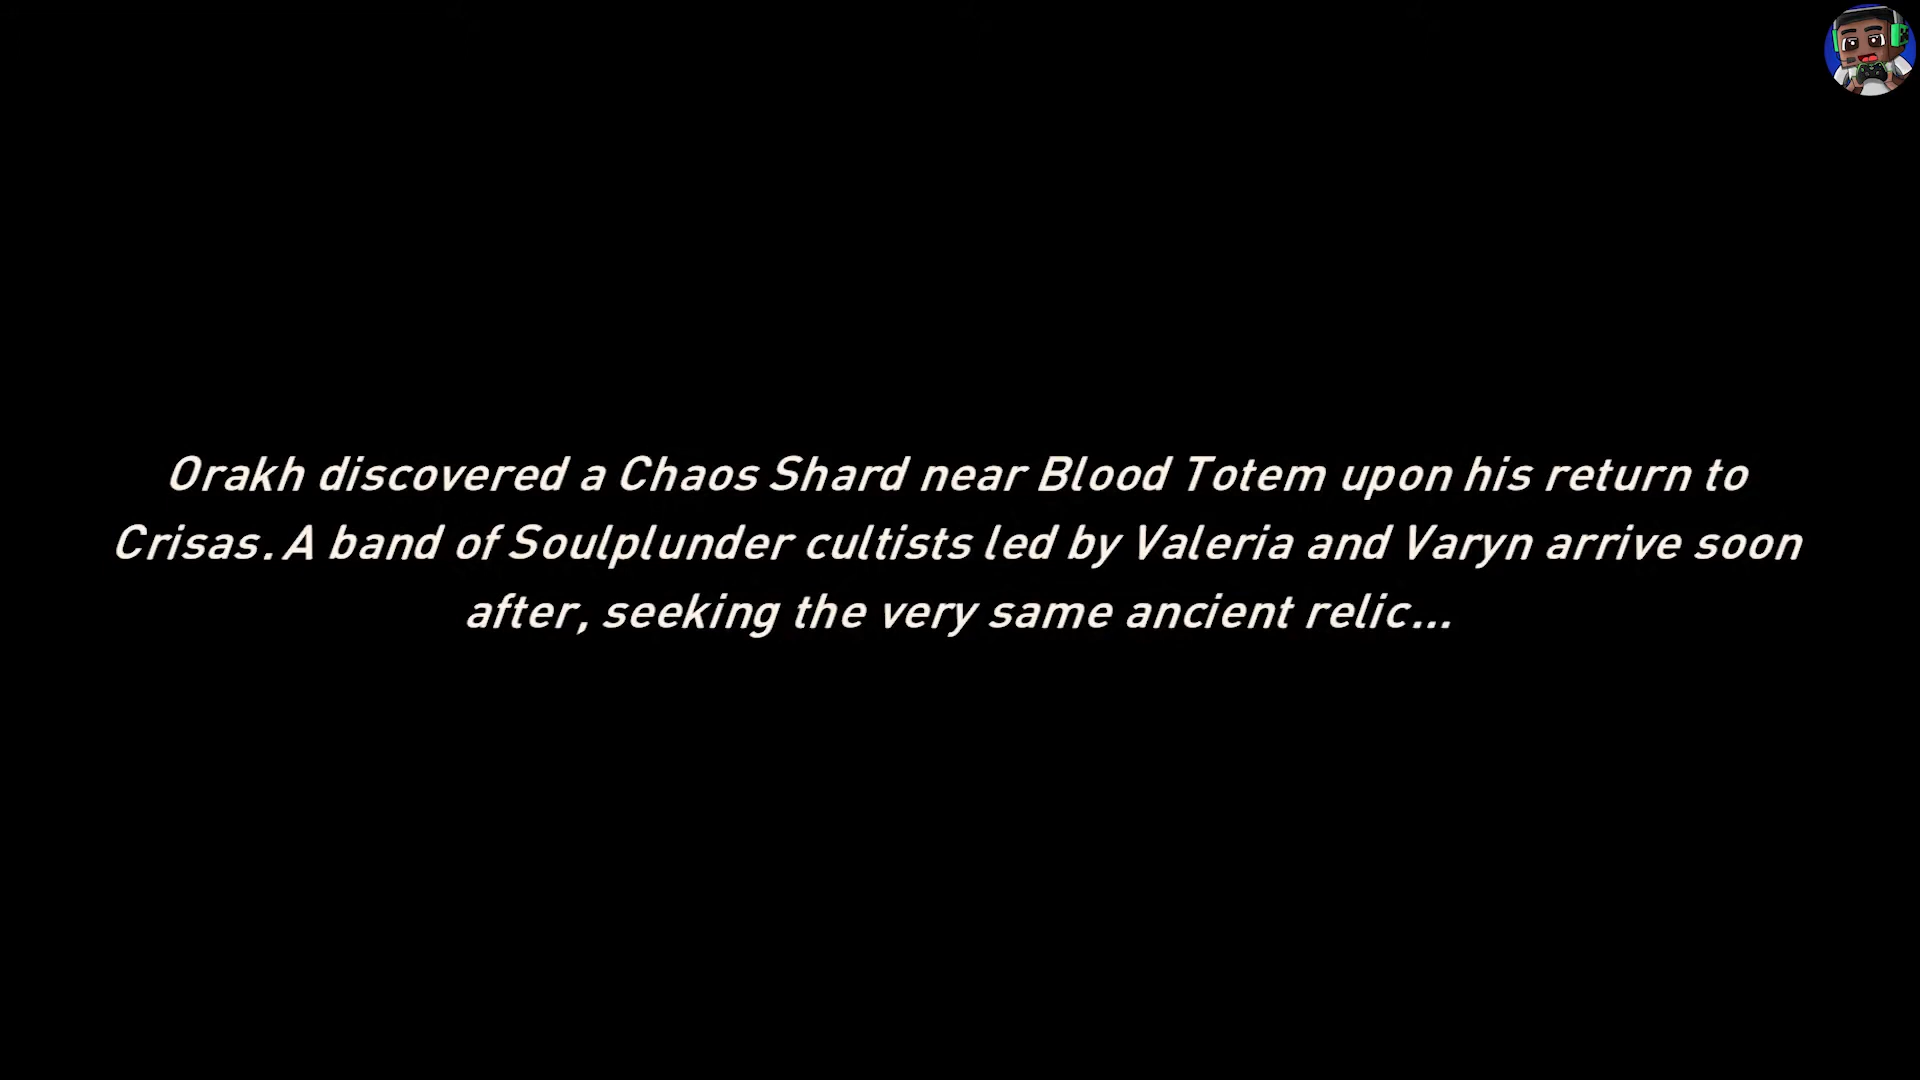 Orakh discovered a Chaos Shard near Blood Totem upon his return to
Crisas. A band of Soulplunder cultists led by Valeria and Varyn arrive soon
after, seeking the very same ancient relic...